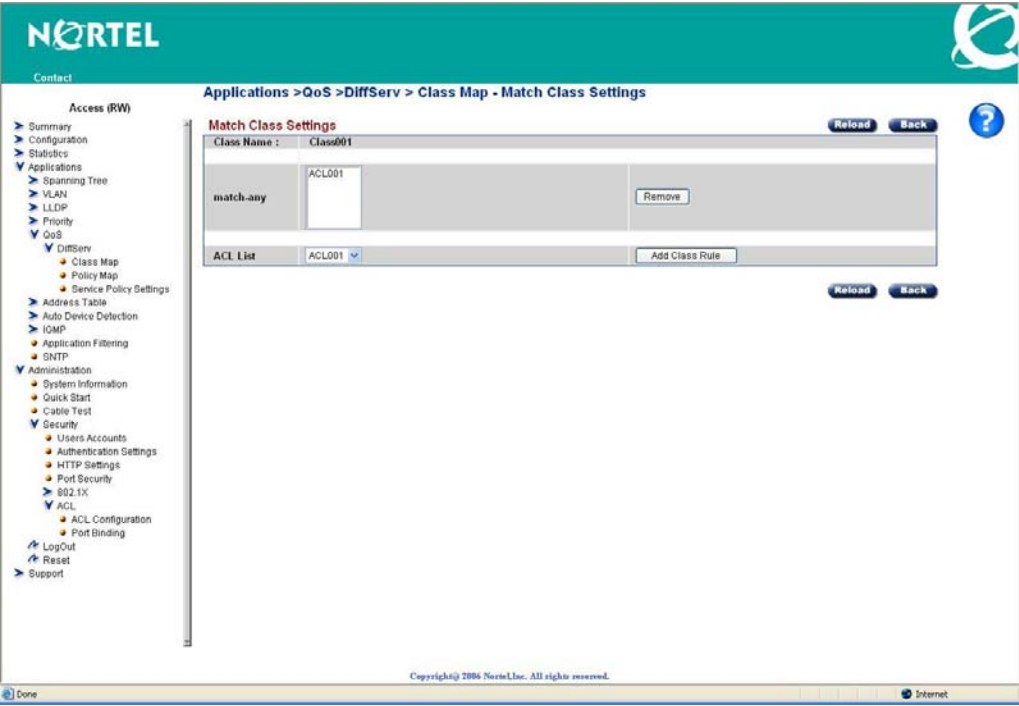 NORTEL
Contact
Access (RW)
Summary
Configuration
Statistics
Applications
Spanning Tree
VLAN
LLDP
Priority
QoS
DiffServ
Class Map
Policy Map
Service Policy Settings
Address Table
Auto Device Detection
IGMP
Application Filtering
SNTP
Administration
System Information
Quick Start
Cable Test
Security
Users Accounts
Authentication Settings
HTTP Settings
Port Security
802.1X
ACL
ACL Configuration
Port Binding
LogOut
Reset
Support
Applications >QoS >DiffServ > Class Map - Match Class Settings
Match Class Settings Reload Back ?
Class Name : Class001
ACL001
match-any Remove
ACL List ACL001 Add Class Rule
Reload Back
Copyright@ 2006 Nortel,Inc. All rights reserved.
Done Internet